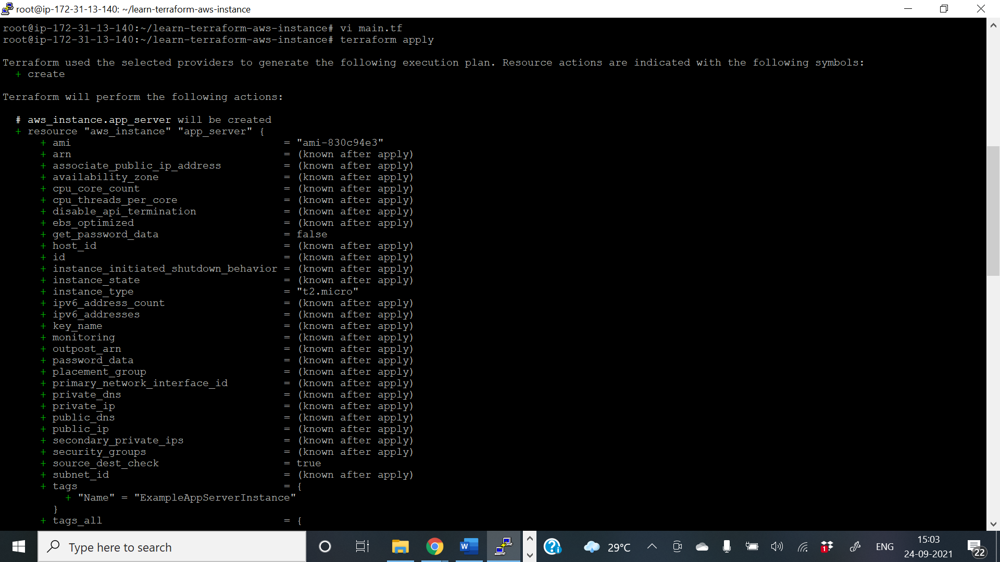 root@ip-172-31-13-140: ~/learn-terraform-aws-instance
root@ip-172-31-13-140:~/learn-terraform-aws-instance# vi main.tf
root@ip-172-31-13-140:~/learn-terraform-aws-instance# terraform apply
Terraform used the selected providers to generate the following execution plan. Resource actions are indicated with the following symbols:
+ create
Terraform will perform the following actions:
# aws_instance.app_server will be created
+ resource "aws_instance" "app_server" {
+ ami = "ami-830c94e3"
+ arn = (known after apply)
+ associate_public_ip_address = (known after apply)
+ availability_zone = (known after apply)
+ cpu_core_count = (known after apply)
+ cpu_threads_per_core = (known after apply)
+ disable_api_termination = (known after apply)
+ ebs_optimized = (known after apply)
+ get_password_data = false
+ host_id = (known after apply)
+ id = (known after apply)
+ instance_initiated_shutdown_behavior = (known after apply)
+ instance_state = (known after apply)
+ instance_type = "t2.micro"
+ ipv6_address_count = (known after apply)
+ ipv6_addresses = (known after apply)
+ key_name = (known after apply)
+ monitoring = (known after apply)
+ outpost_arn = (known after apply)
+ password_data = (known after apply)
+ placement_group = (known after apply)
+ primary_network_interface_id = (known after apply)
+ private_dns = (known after apply)
+ private_ip = (known after apply)
+ public_dns = (known after apply)
+ public_ip = (known after apply)
+ secondary_private_ips = (known after apply)
+ security_groups = (known after apply)
+ source_dest_check = true
+ subnet_id = (known after apply)
+ tags = {
+ "Name" = "ExampleAppServerInstance"
}
+ tags_all = {
Type here to search
W
29°C
1
ENG
15:03
24-09-2021
22